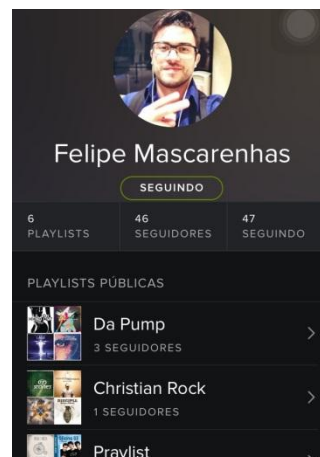 Felipe Mascarenhas
SEGUINDO
6
PLAYLISTS
46
SEGUIDORES
47
SEGUINDO
PLAYLISTS PÚBLICAS
Da Pump
3 SEGUIDORES
Christian Rock
1 SEGUIDORES
Praylist